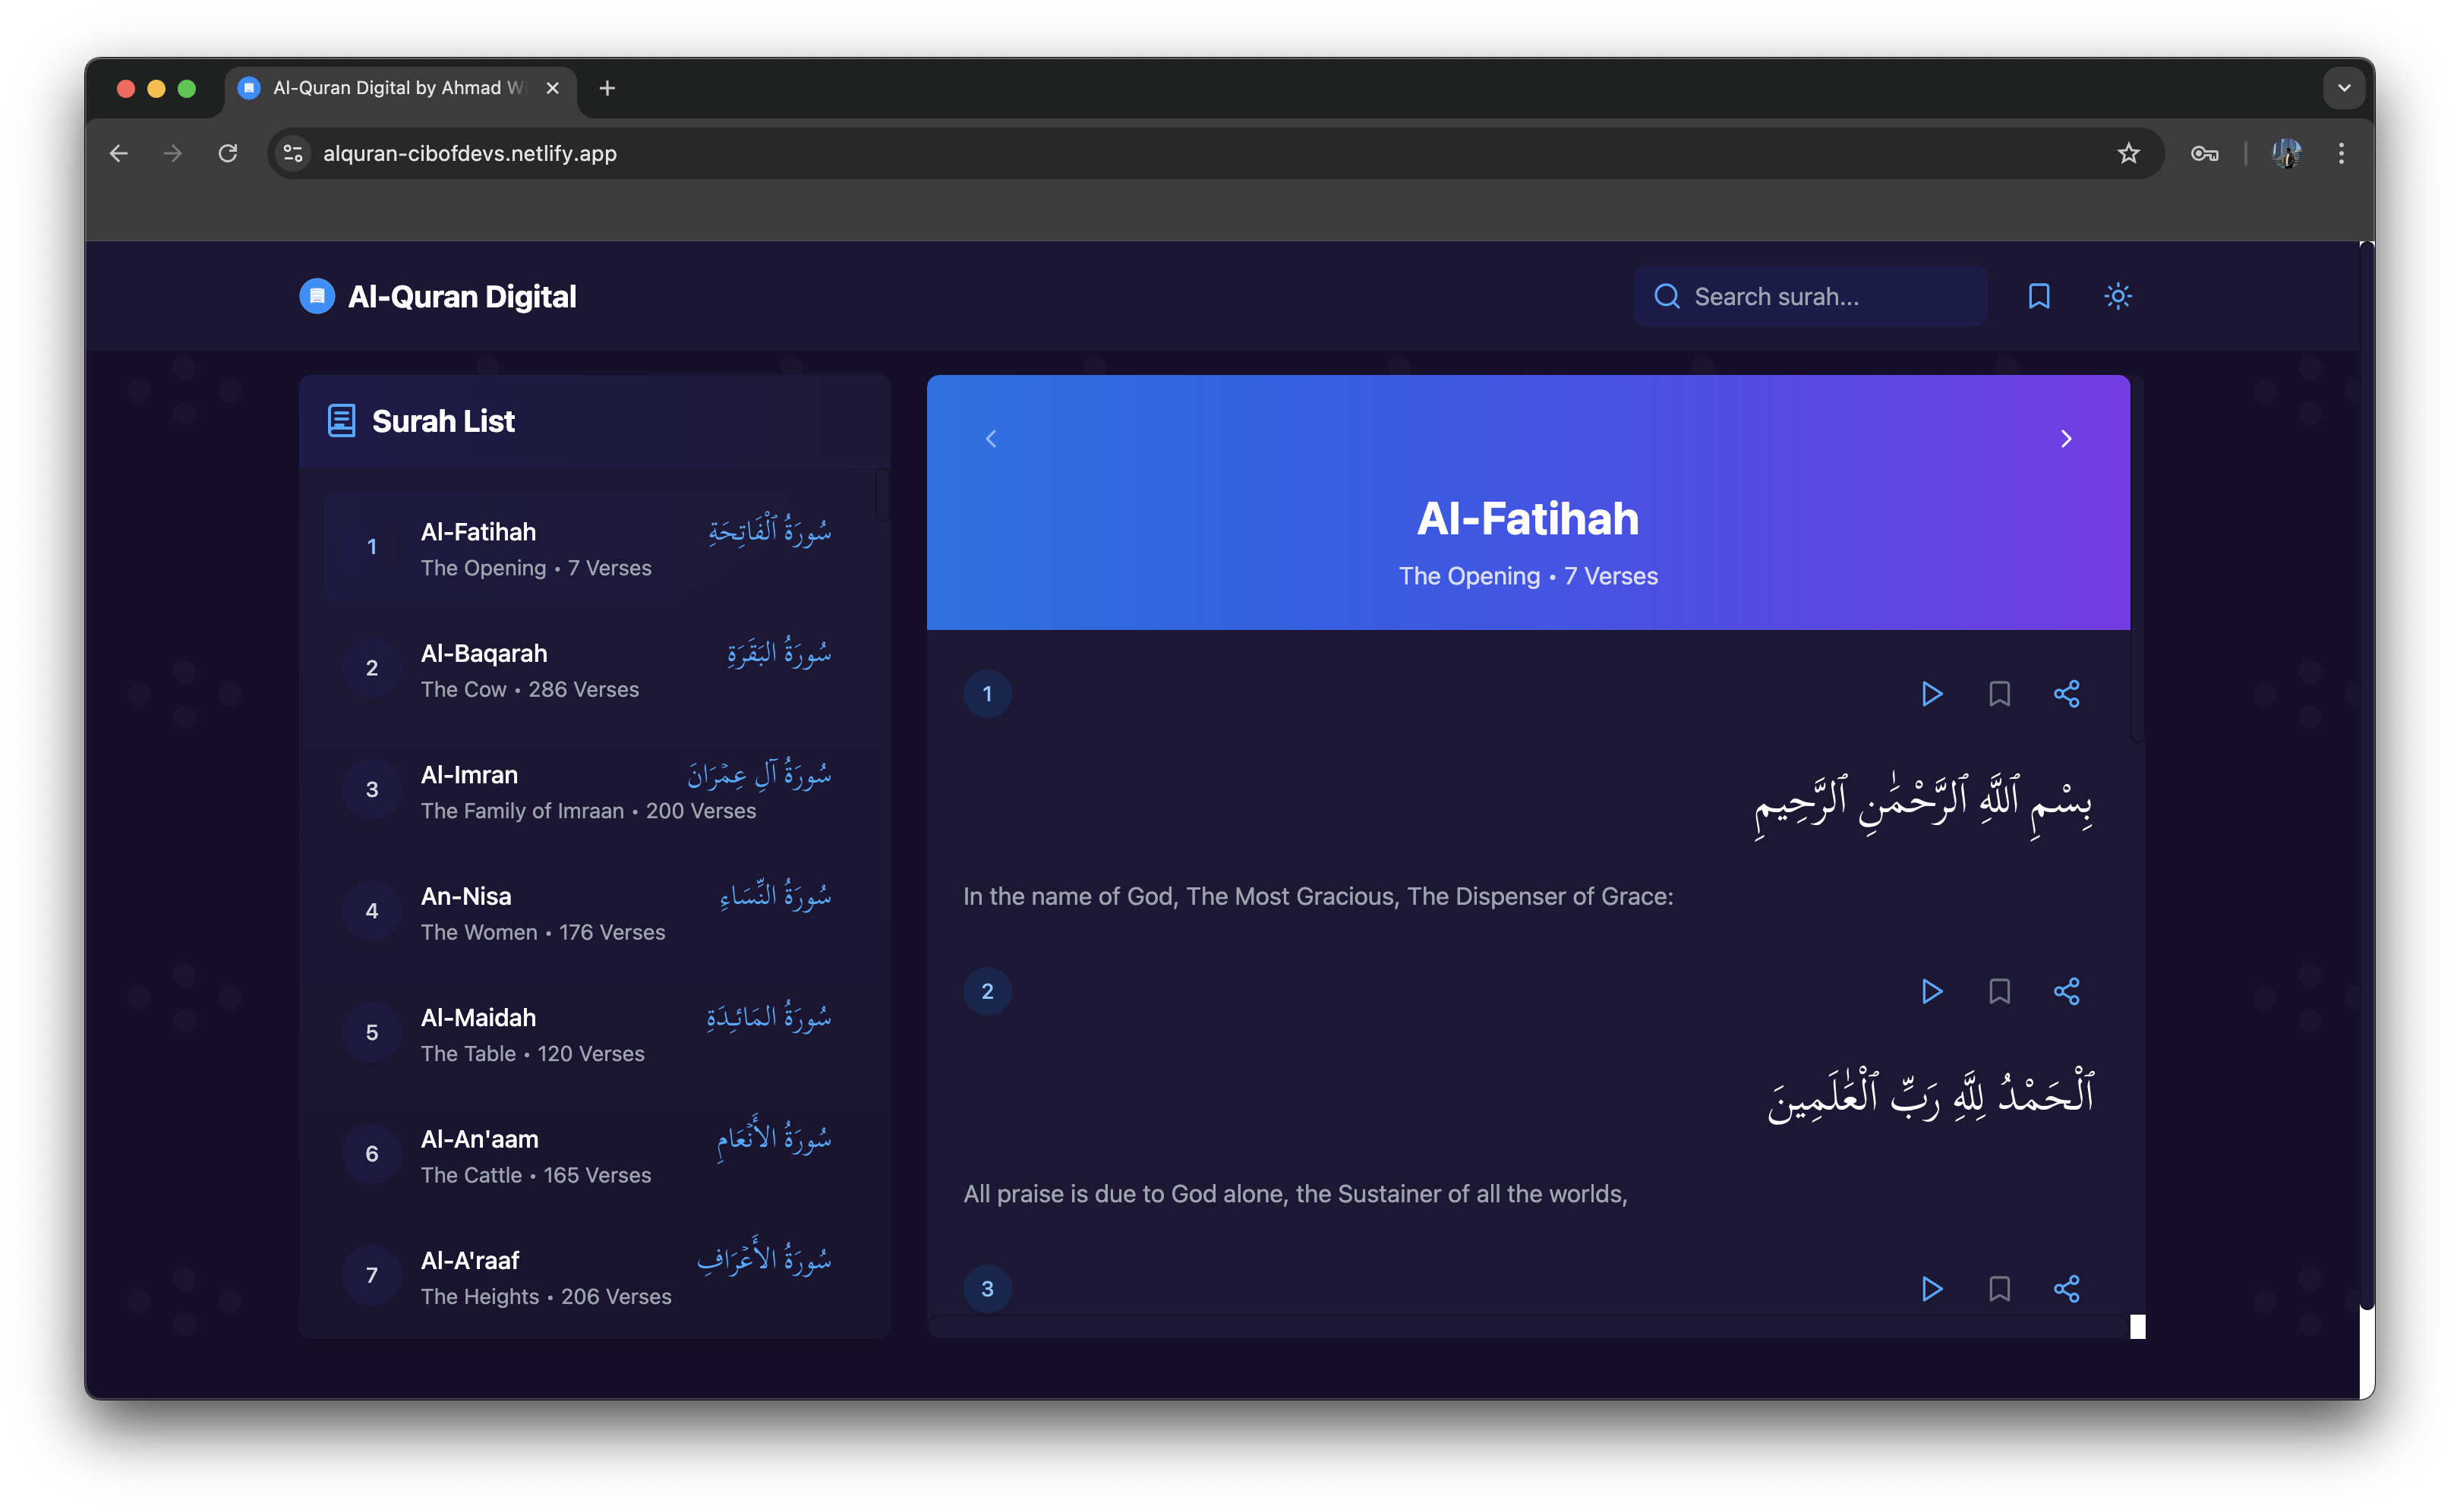 Al-Quran Digital by Ahmad W
alquran-cibofdevs.netlify.app
Al-Quran Digital
Search surah...
Surah List
1
Al-Fatihah
سُورَةُ ٱلْفَاتِحَةِ
The Opening • 7 Verses
2
Al-Baqarah
سُورَةُ البَقَرَةِ
The Cow • 286 Verses
3
Al-Imran
سُورَةُ آلِ عِمۡرَانَ
The Family of Imraan • 200 Verses
4
An-Nisa
سُورَةُ النِّسَاءِ
The Women • 176 Verses
5
Al-Maidah
سُورَةُ المَائـِدَةِ
The Table • 120 Verses
6
Al-An'aam
سُورَةُ الأَنۡعَامِ
The Cattle • 165 Verses
7
Al-A'raaf
سُورَةُ الأَعۡرَافِ
The Heights • 206 Verses
Al-Fatihah
The Opening • 7 Verses
1
بِسْمِ ٱللَّهِ ٱلرَّحْمَٰنِ ٱلرَّحِيمِ
In the name of God, The Most Gracious, The Dispenser of Grace:
2
ٱلْحَمْدُ لِلَّهِ رَبِّ ٱلْعَٰلَمِينَ
All praise is due to God alone, the Sustainer of all the worlds,
3